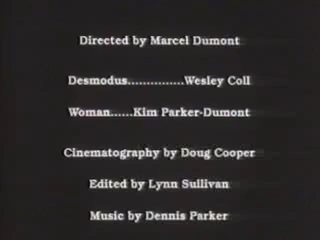 Directed by Marcel Dumont
Desmodus...............Wesley Coll
Woman......Kim Parker-Dumont
Cinematography by Doug Cooper
Edited by Lynn Sullivan
Music by Dennis Parker